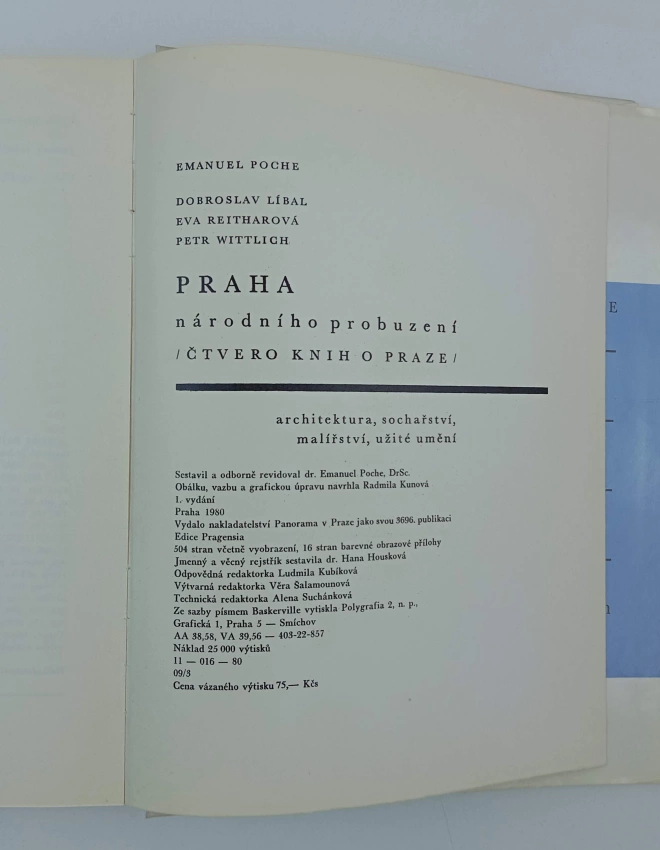 EMANUEL POCHE
DOBROSLAV LÍBAL
EVA REITHAROVÁ
PETR WITTLICH
PRAHA
národního probuzení
/ČTVERO KNIH O PRAZE/
architektura, sochařství,
malířství, užité umění
Sestavil a odborně revidoval dr. Emanuel Poche, DrSc.
Obálku, vazbu a grafickou úpravu navrhla Radmila Kunová
1. vydání
Praha 1980
Vydalo nakladatelství Panorama v Praze jako svou 3696. publikaci
Edice Pragensia
504 stran včetně vyobrazení, 16 stran barevné obrazové přílohy
Jmenný a věcný rejstřík sestavila dr. Hana Housková
Odpovědná redaktorka Ludmila Kubíková
Výtvarná redaktorka Věra Šalamounová
Technická redaktorka Alena Suchánková
Ze sazby písmem Baskerville vytiskla Polygrafia 2, n. p.,
Grafická 1, Praha 5 — Smíchov
AA 38,58, VA 39,56 — 403-22-857
Náklad 25 000 výtisků
11 — 016 — 80
09/3
Cena vázaného výtisku 75,— Kčs
E